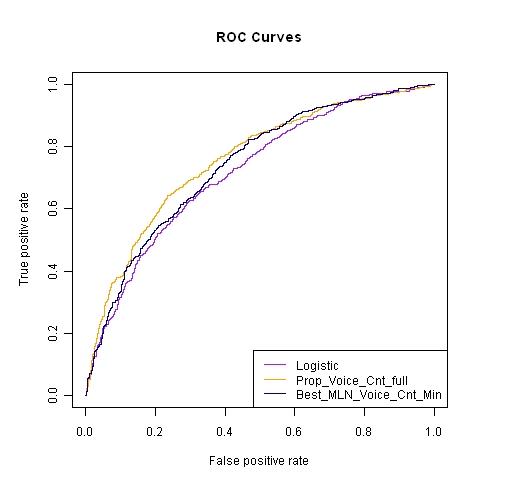 ROC Curves
True positive rate
1.0
0.8
0.6
0.4
0.2
0.0
Logistic
Prop_Voice_Cnt_full
Best_MLN_Voice_Cnt_Min
0.0 0.2 0.4 0.6 0.8 1.0
False positive rate